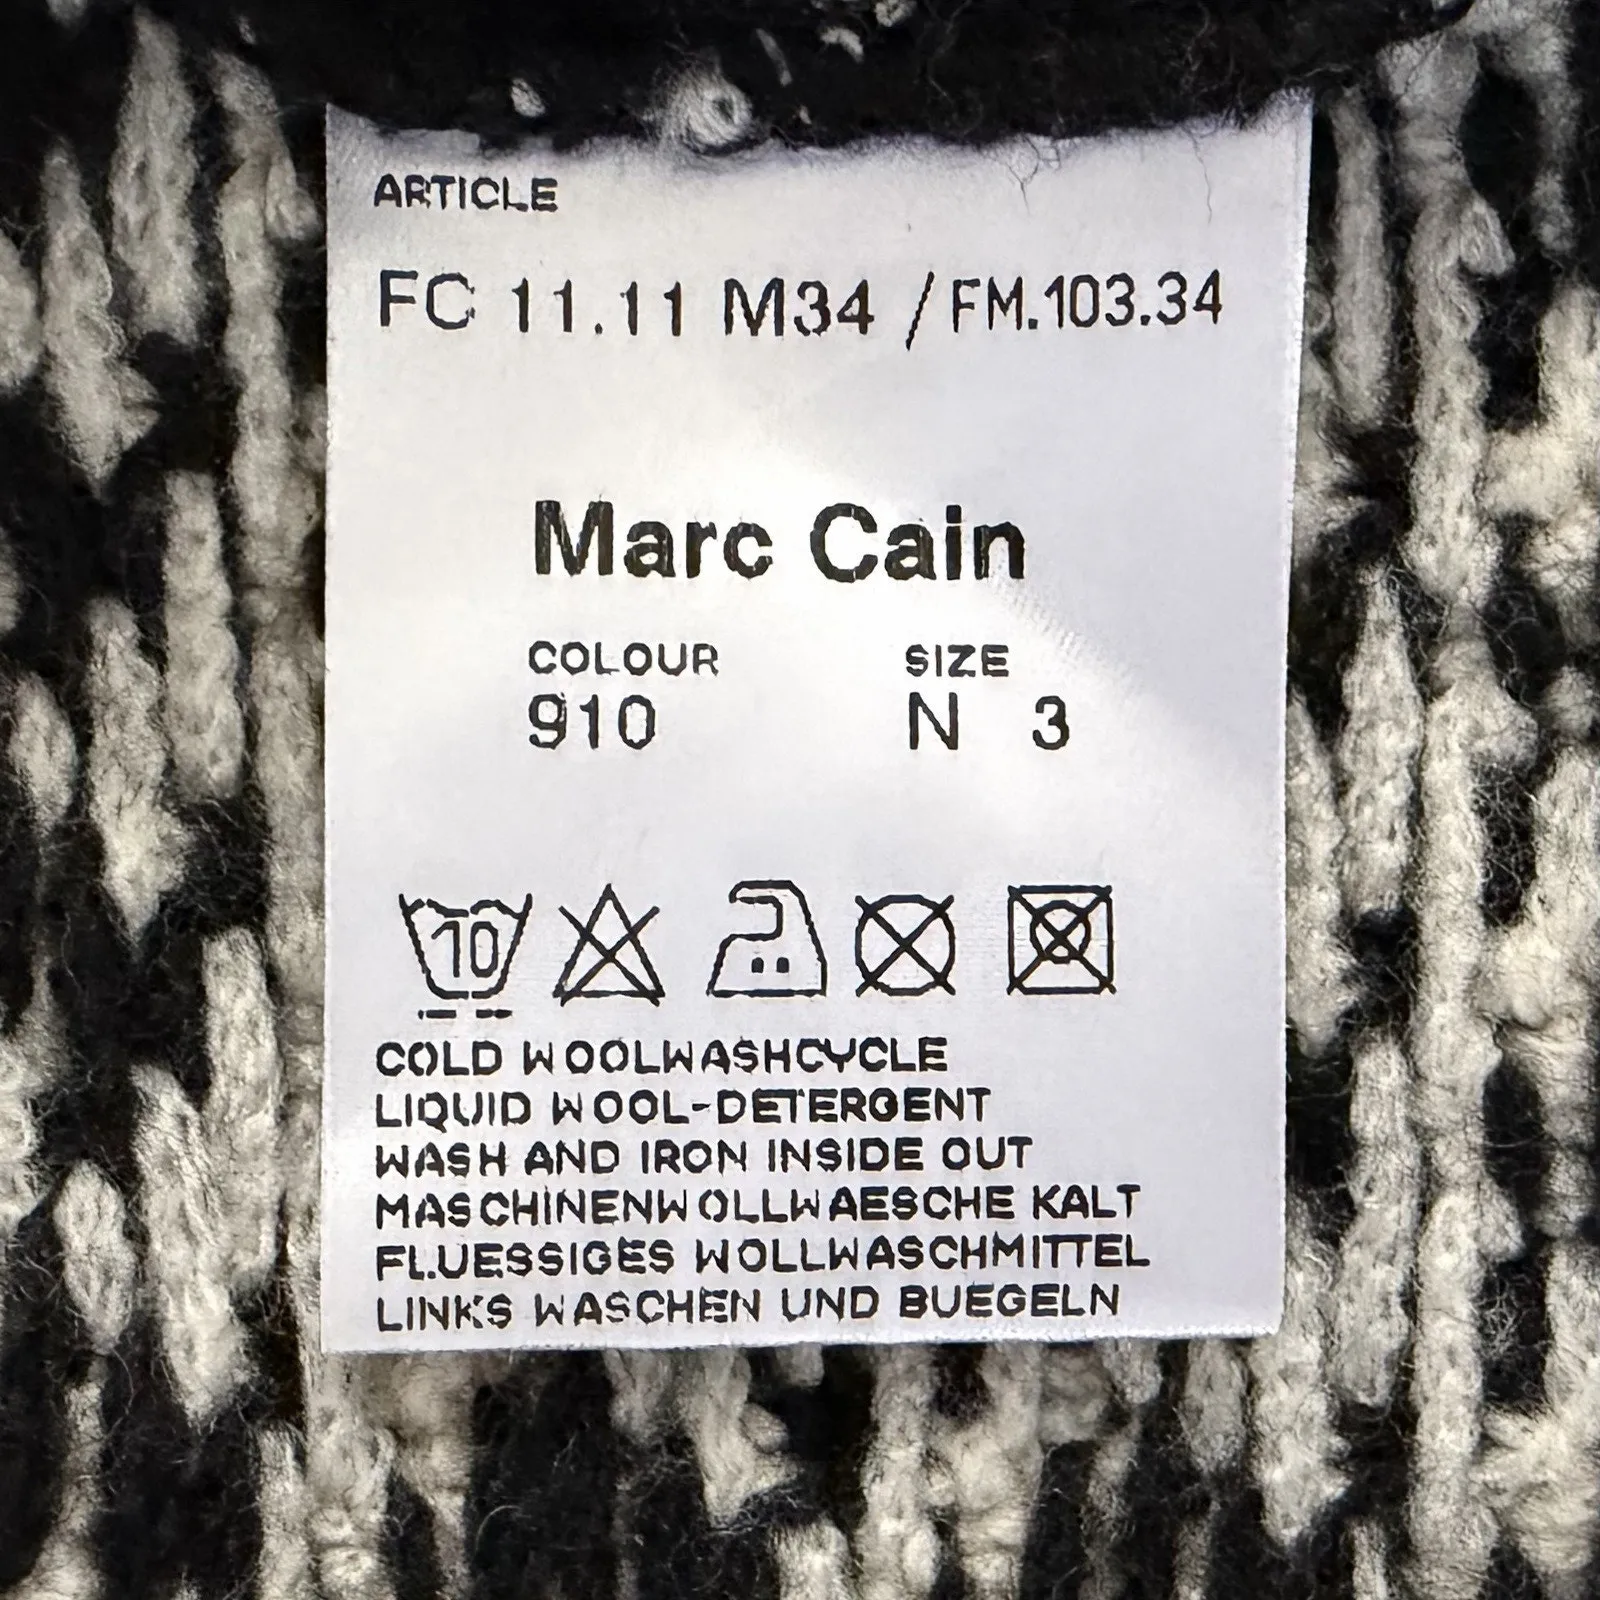 ARTICLE
FC 11.11 M34 / FM.103.34
Marc Cain
COLOUR SIZE
910 N 3
10
COLD WOOLWASHCYCLE
LIQUID WOOL-DETERGENT
WASH AND IRON INSIDE OUT
MASCHINENWOLLWAESCHE KALT
FLUESSIGES WOLLWASCHMITTEL
LINKS WASCHEN UND BUEGELN